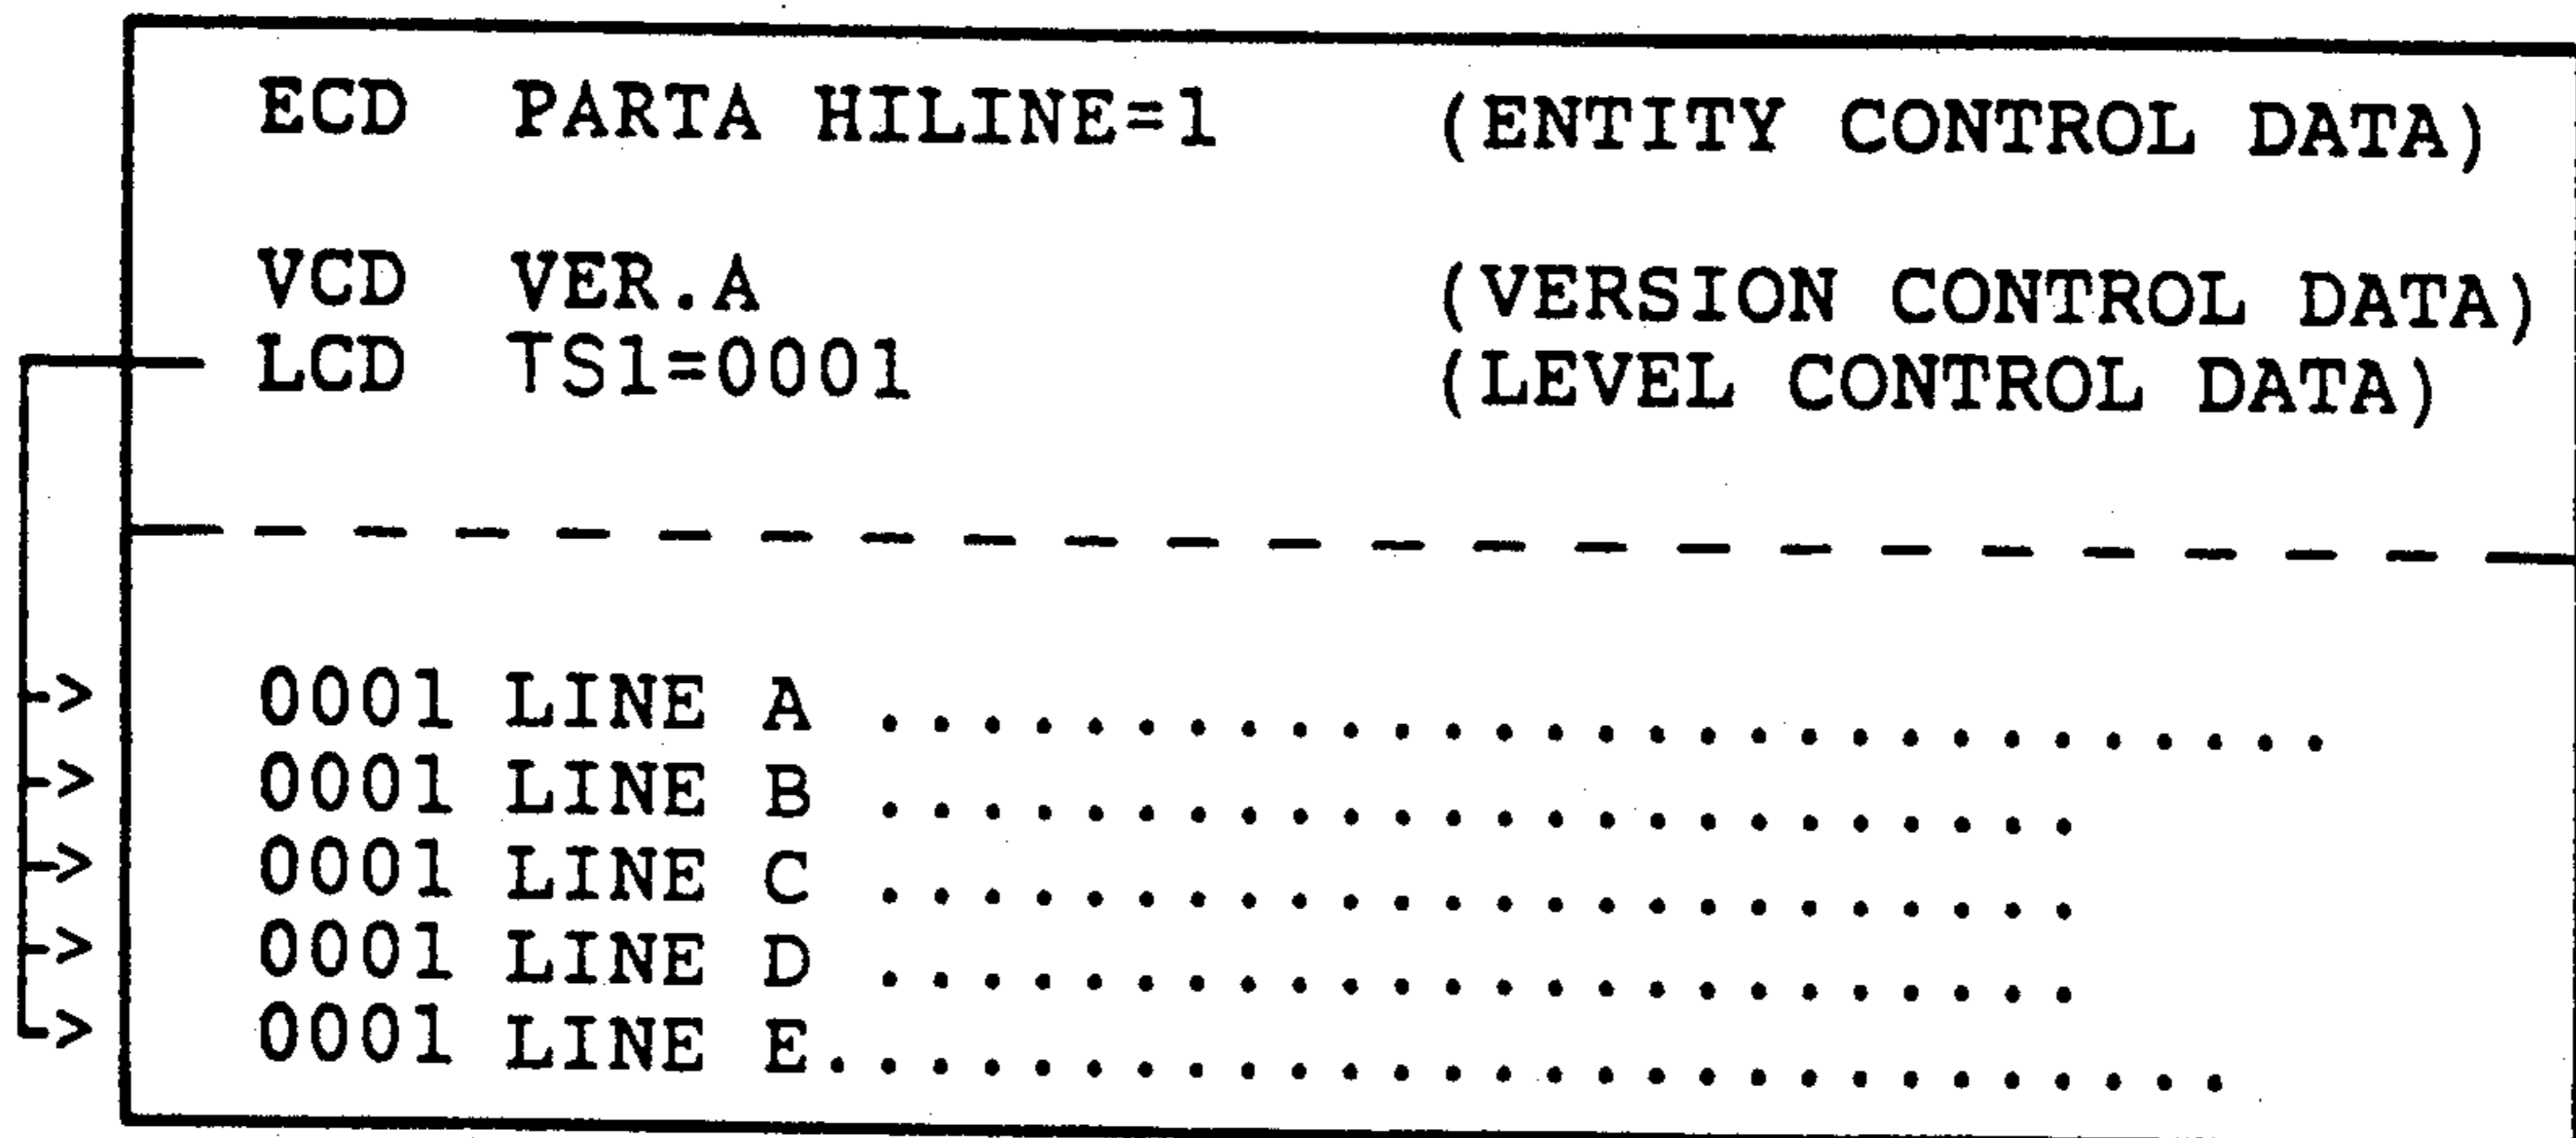 ECD PARTA HILINE=1 (ENTITY CONTROL DATA)
VCD VER.A (VERSION CONTROL DATA)
LCD TS1=0001 (LEVEL CONTROL DATA)
0001 LINE A .............................
0001 LINE B ........................
0001 LINE C ........................
0001 LINE D ........................
0001 LINE E............................